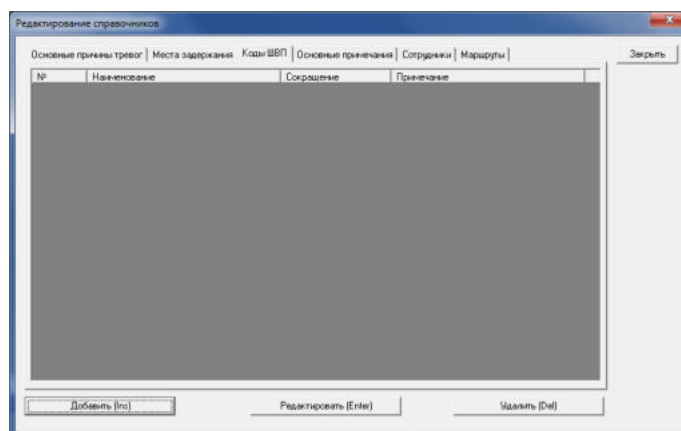 Редактирование справочников
Основные причины тревог Места задержания Коды ШВП Основные примечания Сотрудники Маршруты Закрыть
№ Наименование Сокращение Примечание
Добавить (Ins) Редактировать (Enter) Удалить (Del)